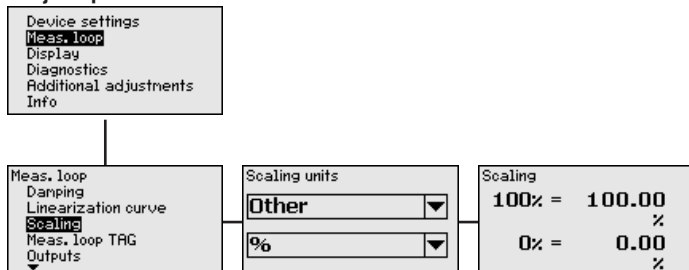 Device settings
Meas. loop
Display
Diagnostics
Additional adjustments
Info
Meas. loop
Damping
Linearization curve
Scaling
Meas. loop TAG
Outputs
Scaling units
Other
%
Scaling
100% = 100.00
%
0% = 0.00
%